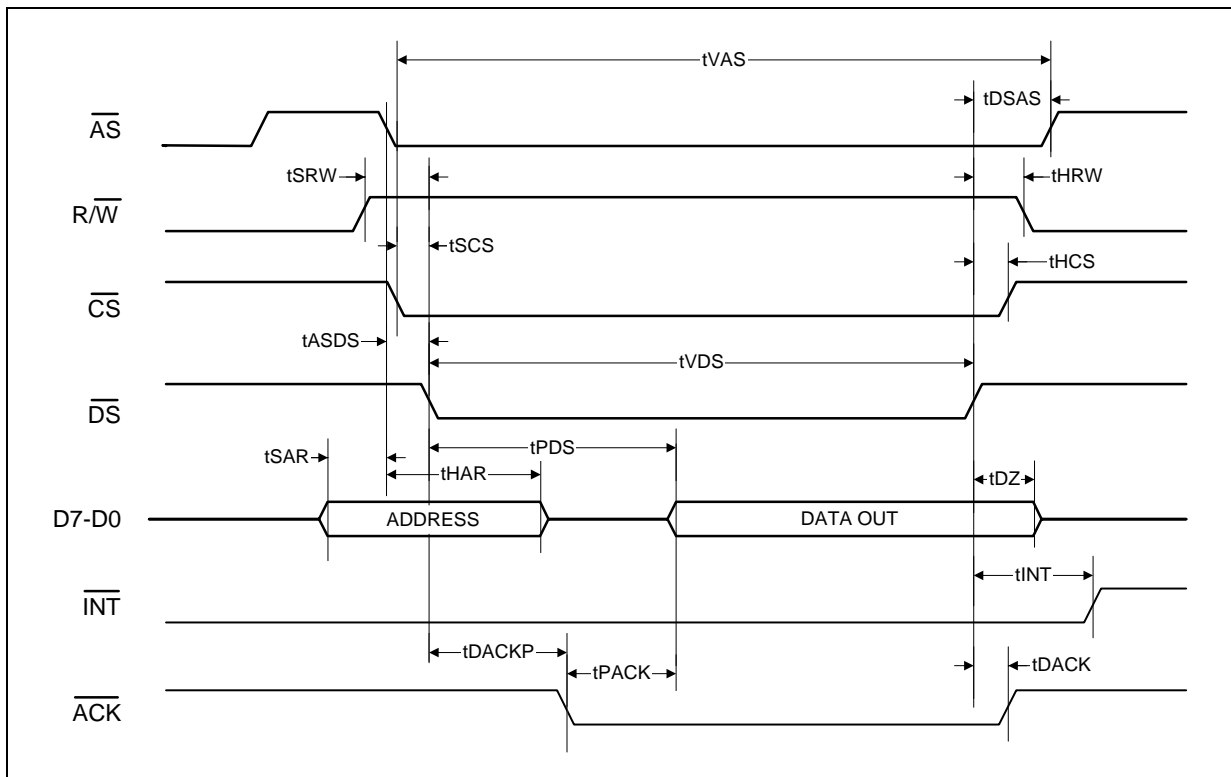 tVAS
tDSAS
AS
tSRW
tHRW
R/W
tSCS
tHCS
CS
tASDS
tVDS
DS
tPDS
tSAR
tHAR
tDZ
D7-D0
ADDRESS
DATA OUT
tINT
INT
tDACKP
tPACK
tDACK
ACK